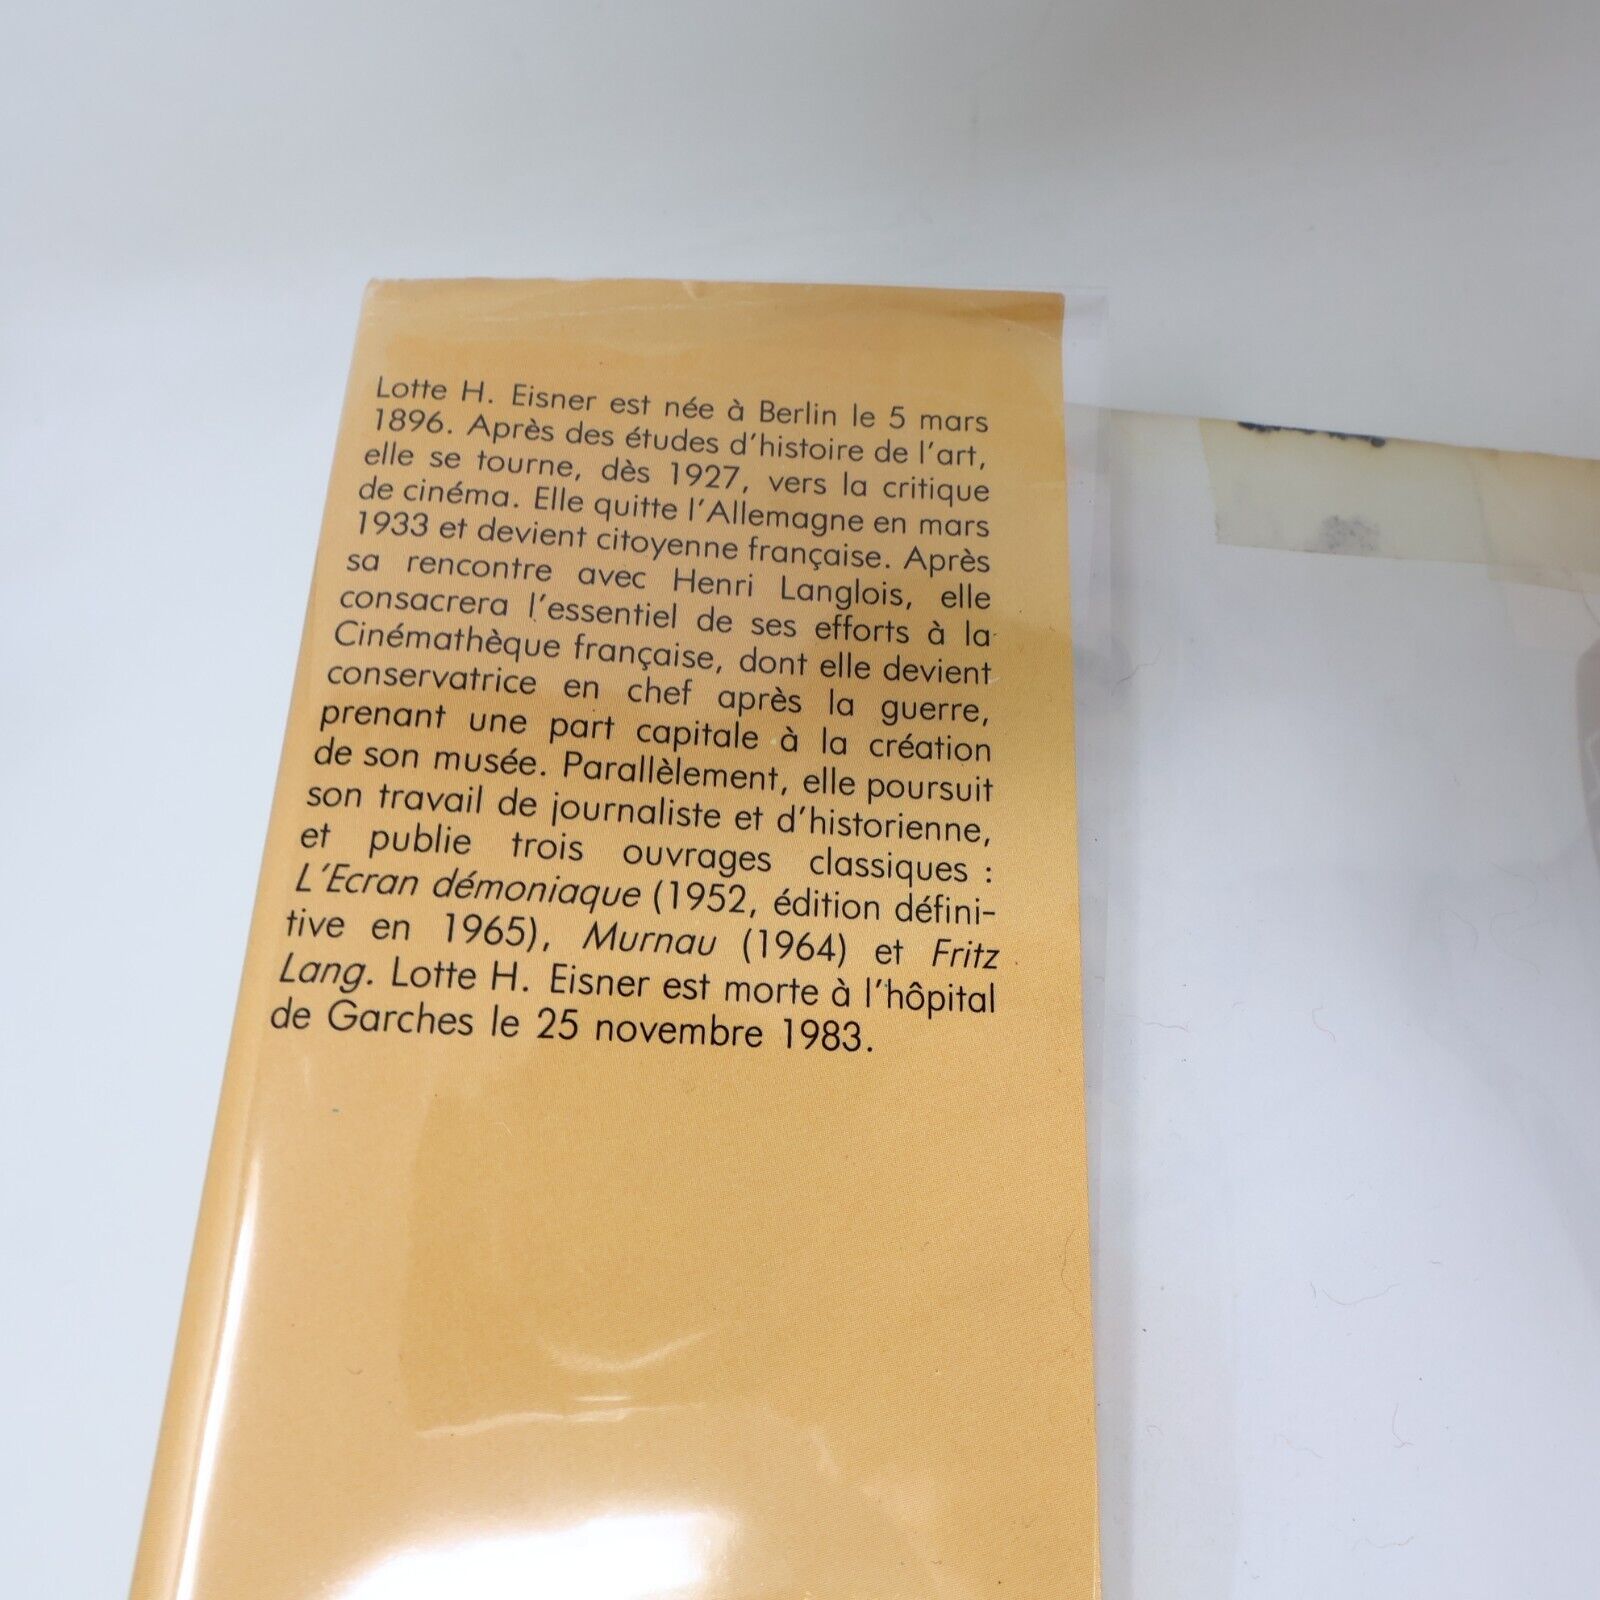 Lotte H. Eisner est née à Berlin le 5 mars
1896. Après des études d'histoire de l'art,
elle se tourne, dès 1927, vers la critique
de cinéma. Elle quitte l'Allemagne en mars
1933 et devient citoyenne française. Après
sa rencontre avec Henri Langlois, elle
consacrera l'essentiel de ses efforts à la
Cinémathèque française, dont elle devient
conservatrice en chef après la guerre,
prenant une part capitale à la création
de son musée. Parallèlement, elle poursuit
son travail de journaliste et d'historienne,
et publie trois ouvrages classiques :
L'Ecran démoniaque (1952, édition défini-
tive en 1965), Murnau (1964) et Fritz
Lang. Lotte H. Eisner est morte à l'hôpital
de Garches le 25 novembre 1983.